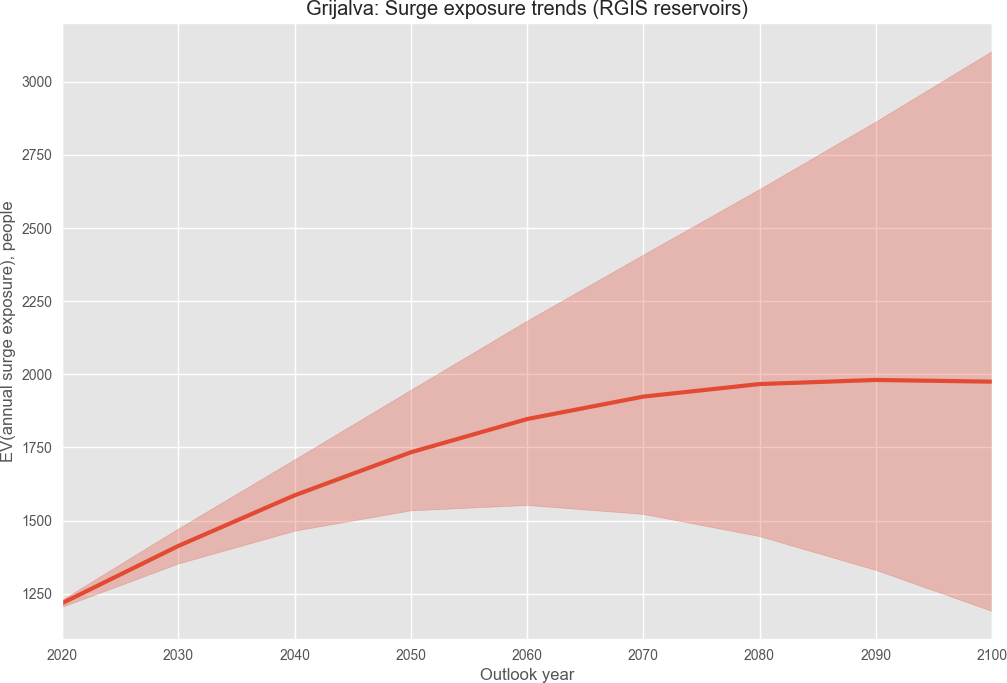 Grijalva: Surge exposure trends (RGIS reservoirs)
EV(annual surge exposure), people
3000
2750
2500
2250
2000
1750
1500
1250
2020 2030 2040 2050 2060 2070 2080 2090 2100
Outlook year